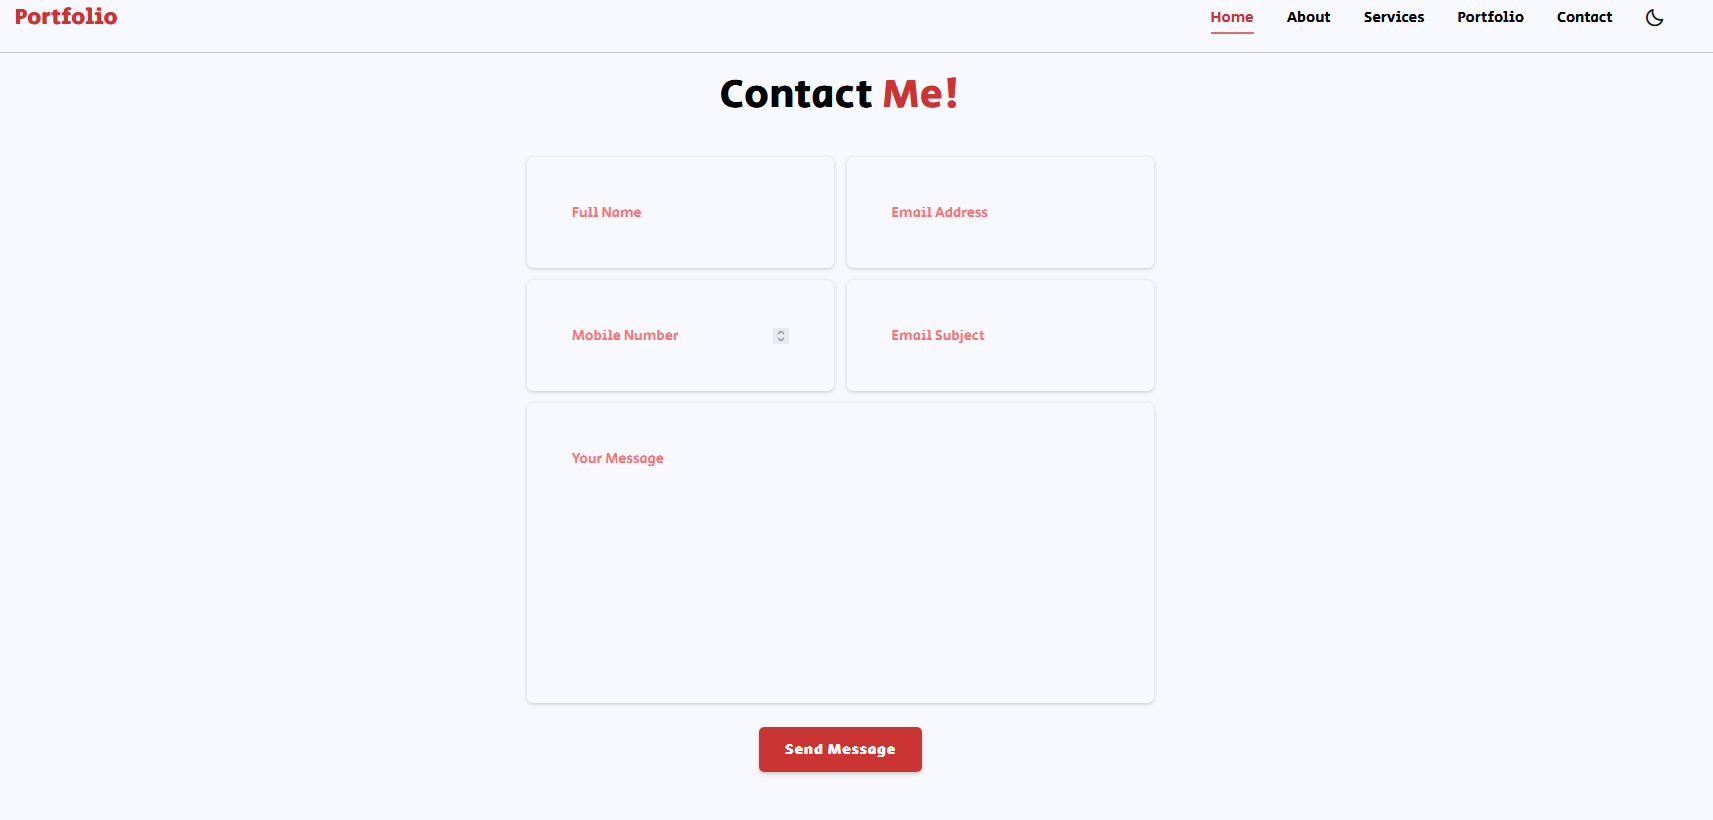 Portfolio
Home About Services Portfolio Contact
Contact Me!
Full Name
Email Address
Mobile Number
Email Subject
Your Message
Send Message